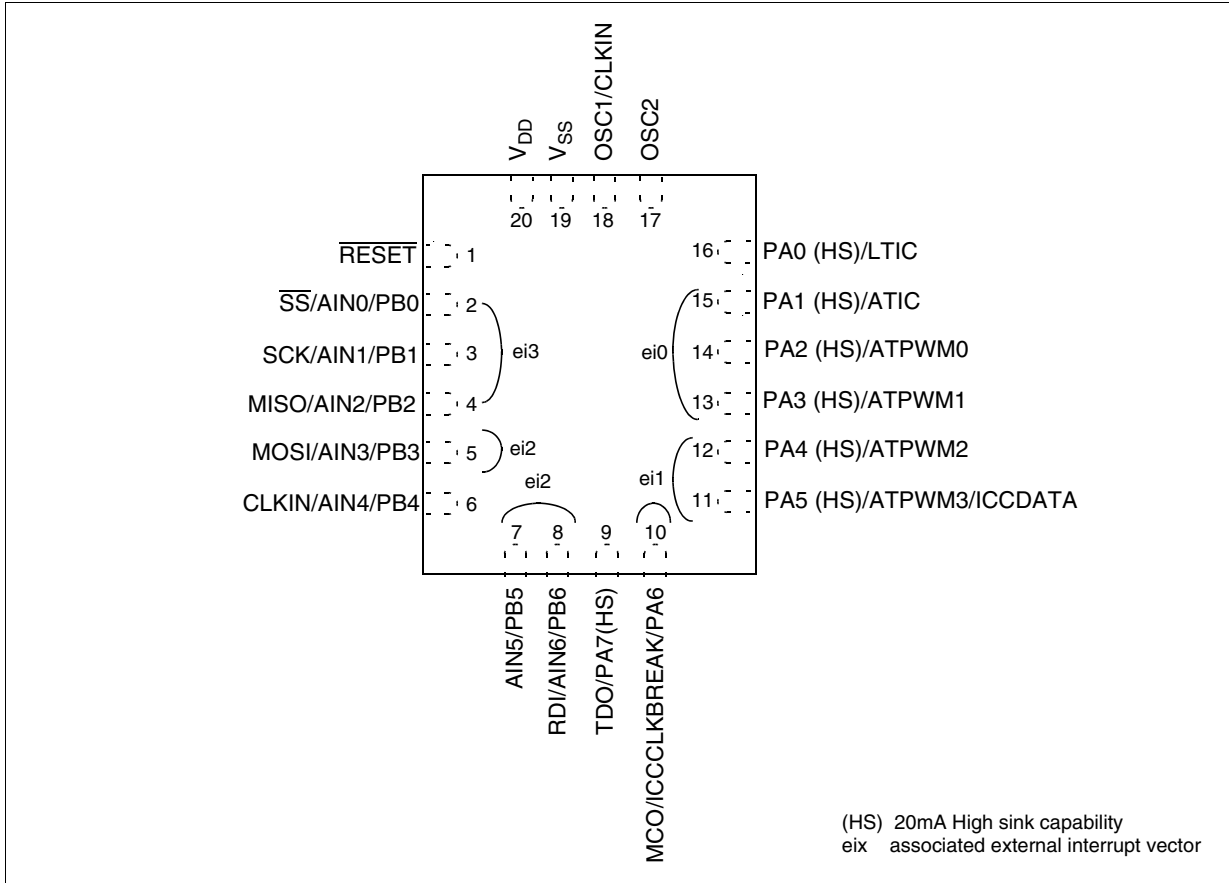 V_DD
V_SS
OSC1/CLKIN
OSC2
20
19
18
17
RESET
1
16
PA0 (HS)/LTIC
SS/AIN0/PB0
2
15
PA1 (HS)/ATIC
SCK/AIN1/PB1
3
ei3
ei0
14
PA2 (HS)/ATPWM0
MISO/AIN2/PB2
4
13
PA3 (HS)/ATPWM1
MOSI/AIN3/PB3
5
ei2
12
PA4 (HS)/ATPWM2
ei2
ei1
CLKIN/AIN4/PB4
6
11
PA5 (HS)/ATPWM3/ICCDATA
7
8
9
10
AIN5/PB5
RDI/AIN6/PB6
TDO/PA7(HS)
MCO/ICCCLKBREAK/PA6
(HS) 20mA High sink capability
eix associated external interrupt vector